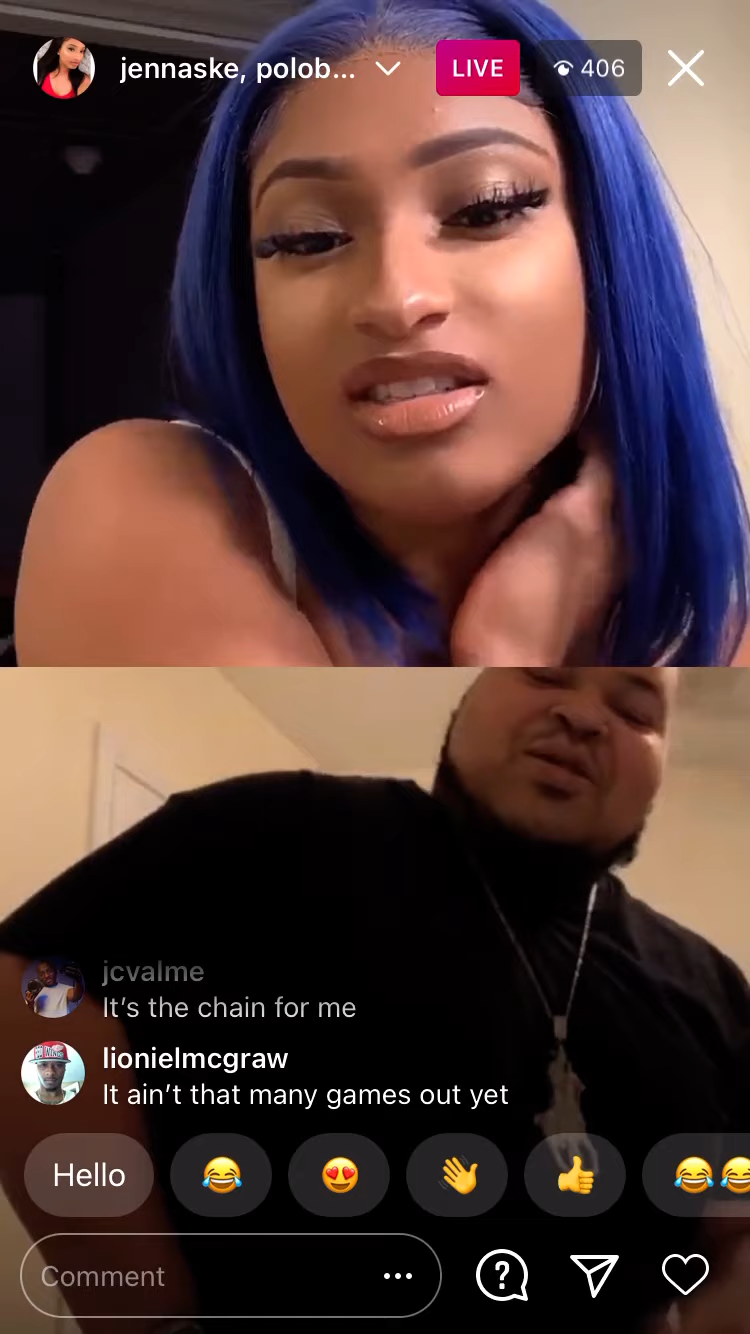 jennaske, polob...
LIVE
406
jcvalme
It’s the chain for me
lionielmcgraw
It ain’t that many games out yet
Hello
Comment